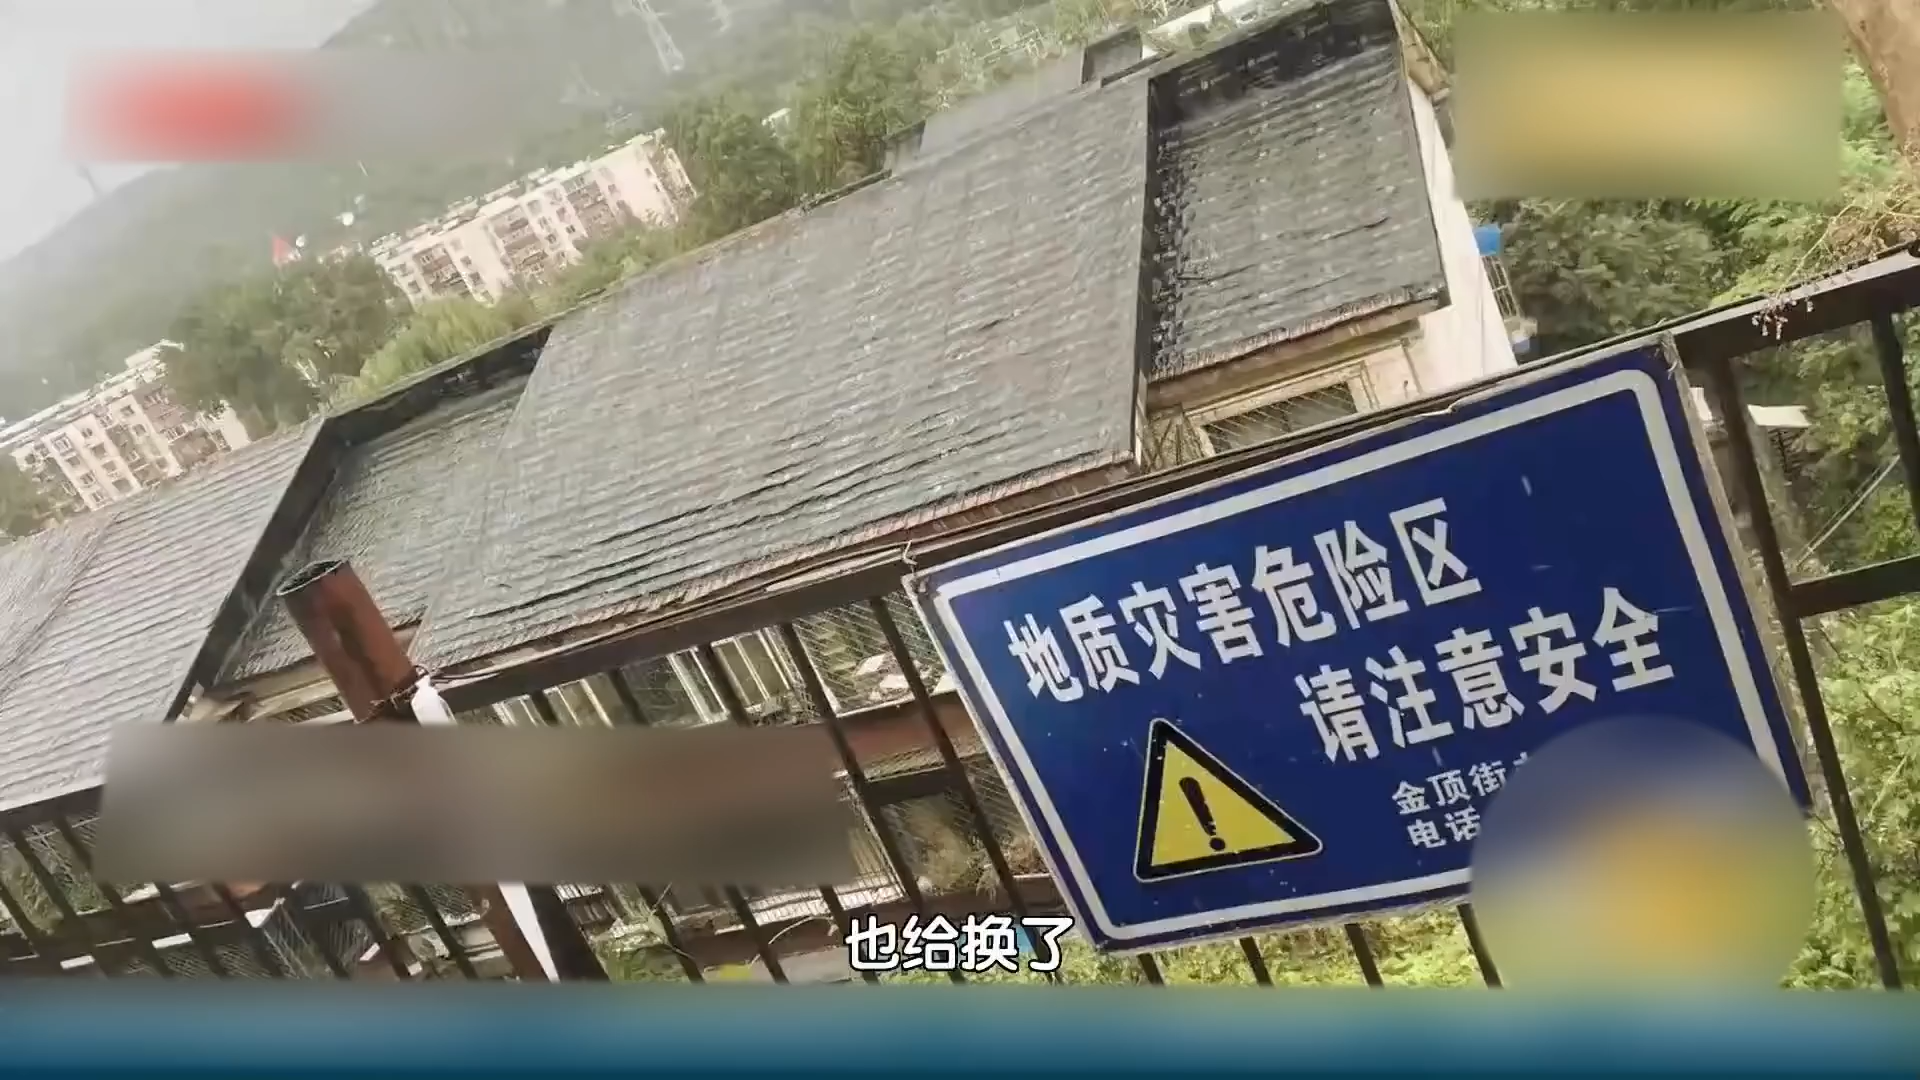 地质灾害危险区
请注意安全
金顶街
电话
也给换了